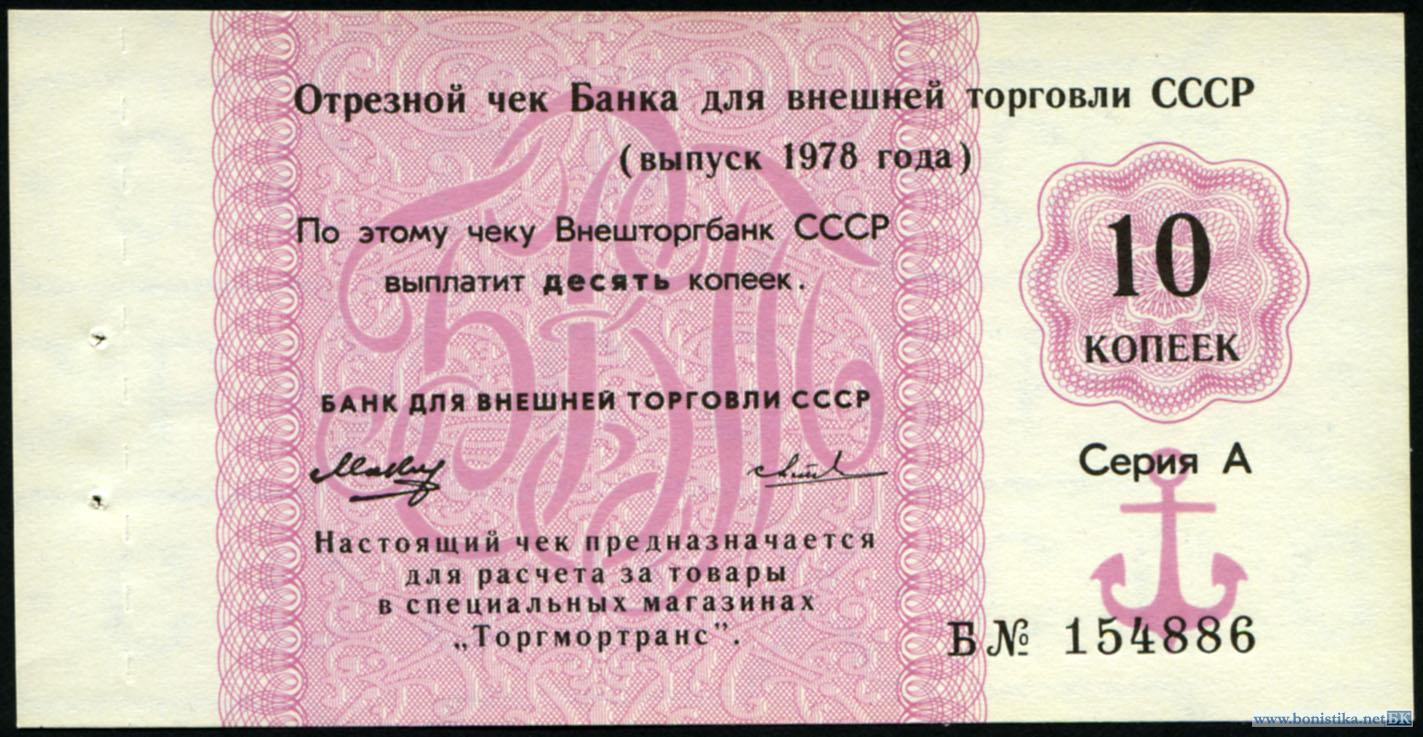 Отрезной чек Банка для внешней торговли СССР
(выпуск 1978 года)
По этому чеку Внешторгбанк СССР
выплатит десять копеек.
10
КОПЕЕК
БАНК ДЛЯ ВНЕШНЕЙ ТОРГОВЛИ СССР
Серия А
Настоящий чек предназначается
для расчета за товары
в специальных магазинах
„Торгмортранс”.
Б № 154886
www.bonistika.net БК